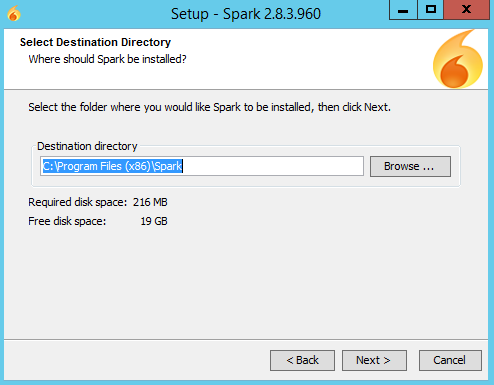 Setup - Spark 2.8.3.960
Select Destination Directory
Where should Spark be installed?
Select the folder where you would like Spark to be installed, then click Next.
Destination directory
C:\Program Files (x86)\Spark
Browse ...
Required disk space: 216 MB
Free disk space: 19 GB
< Back
Next >
Cancel